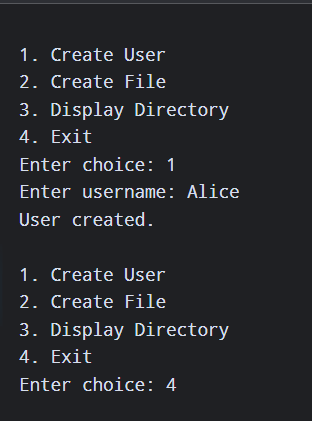 1. Create User
2. Create File
3. Display Directory
4. Exit
Enter choice: 1
Enter username: Alice
User created.
1. Create User
2. Create File
3. Display Directory
4. Exit
Enter choice: 4